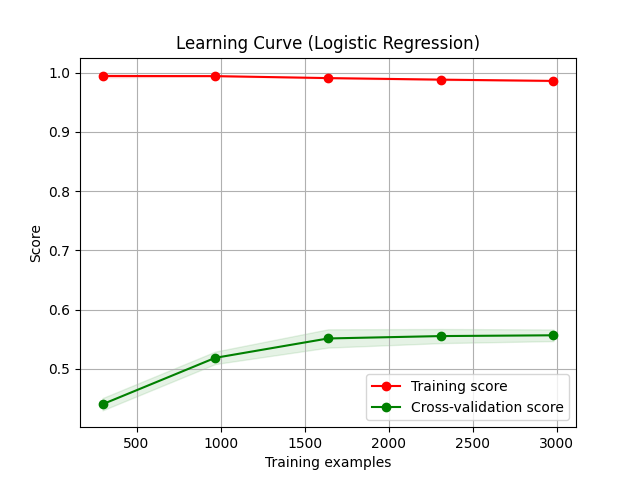 Learning Curve (Logistic Regression)
1.0
0.9
0.8
0.7
0.6
0.5
Score
500 1000 1500 2000 2500 3000
Training examples
Training score
Cross-validation score